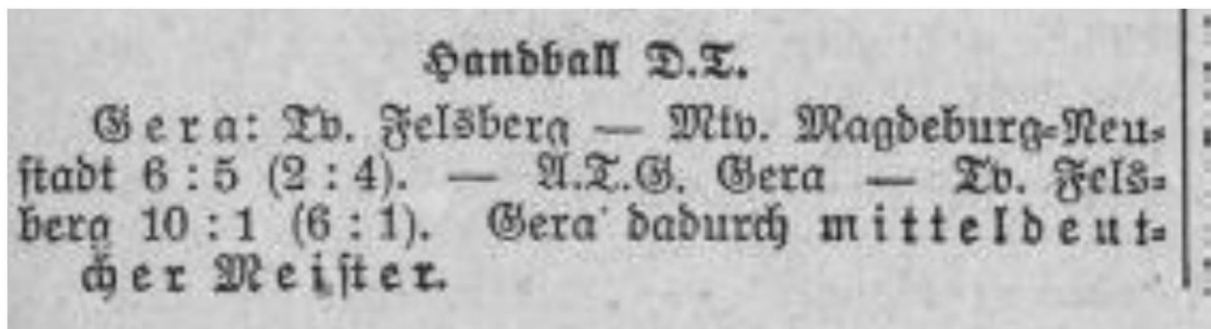 Handball D.T.
Gera: Tv. Felsberg — Mtv. Magdeburg-Neu-
stadt 6 : 5 (2 : 4). — A.T.G. Gera — Tv. Fels-
berg 10 : 1 (6 : 1). Gera dadurch mitteldeut-
cher Meister.